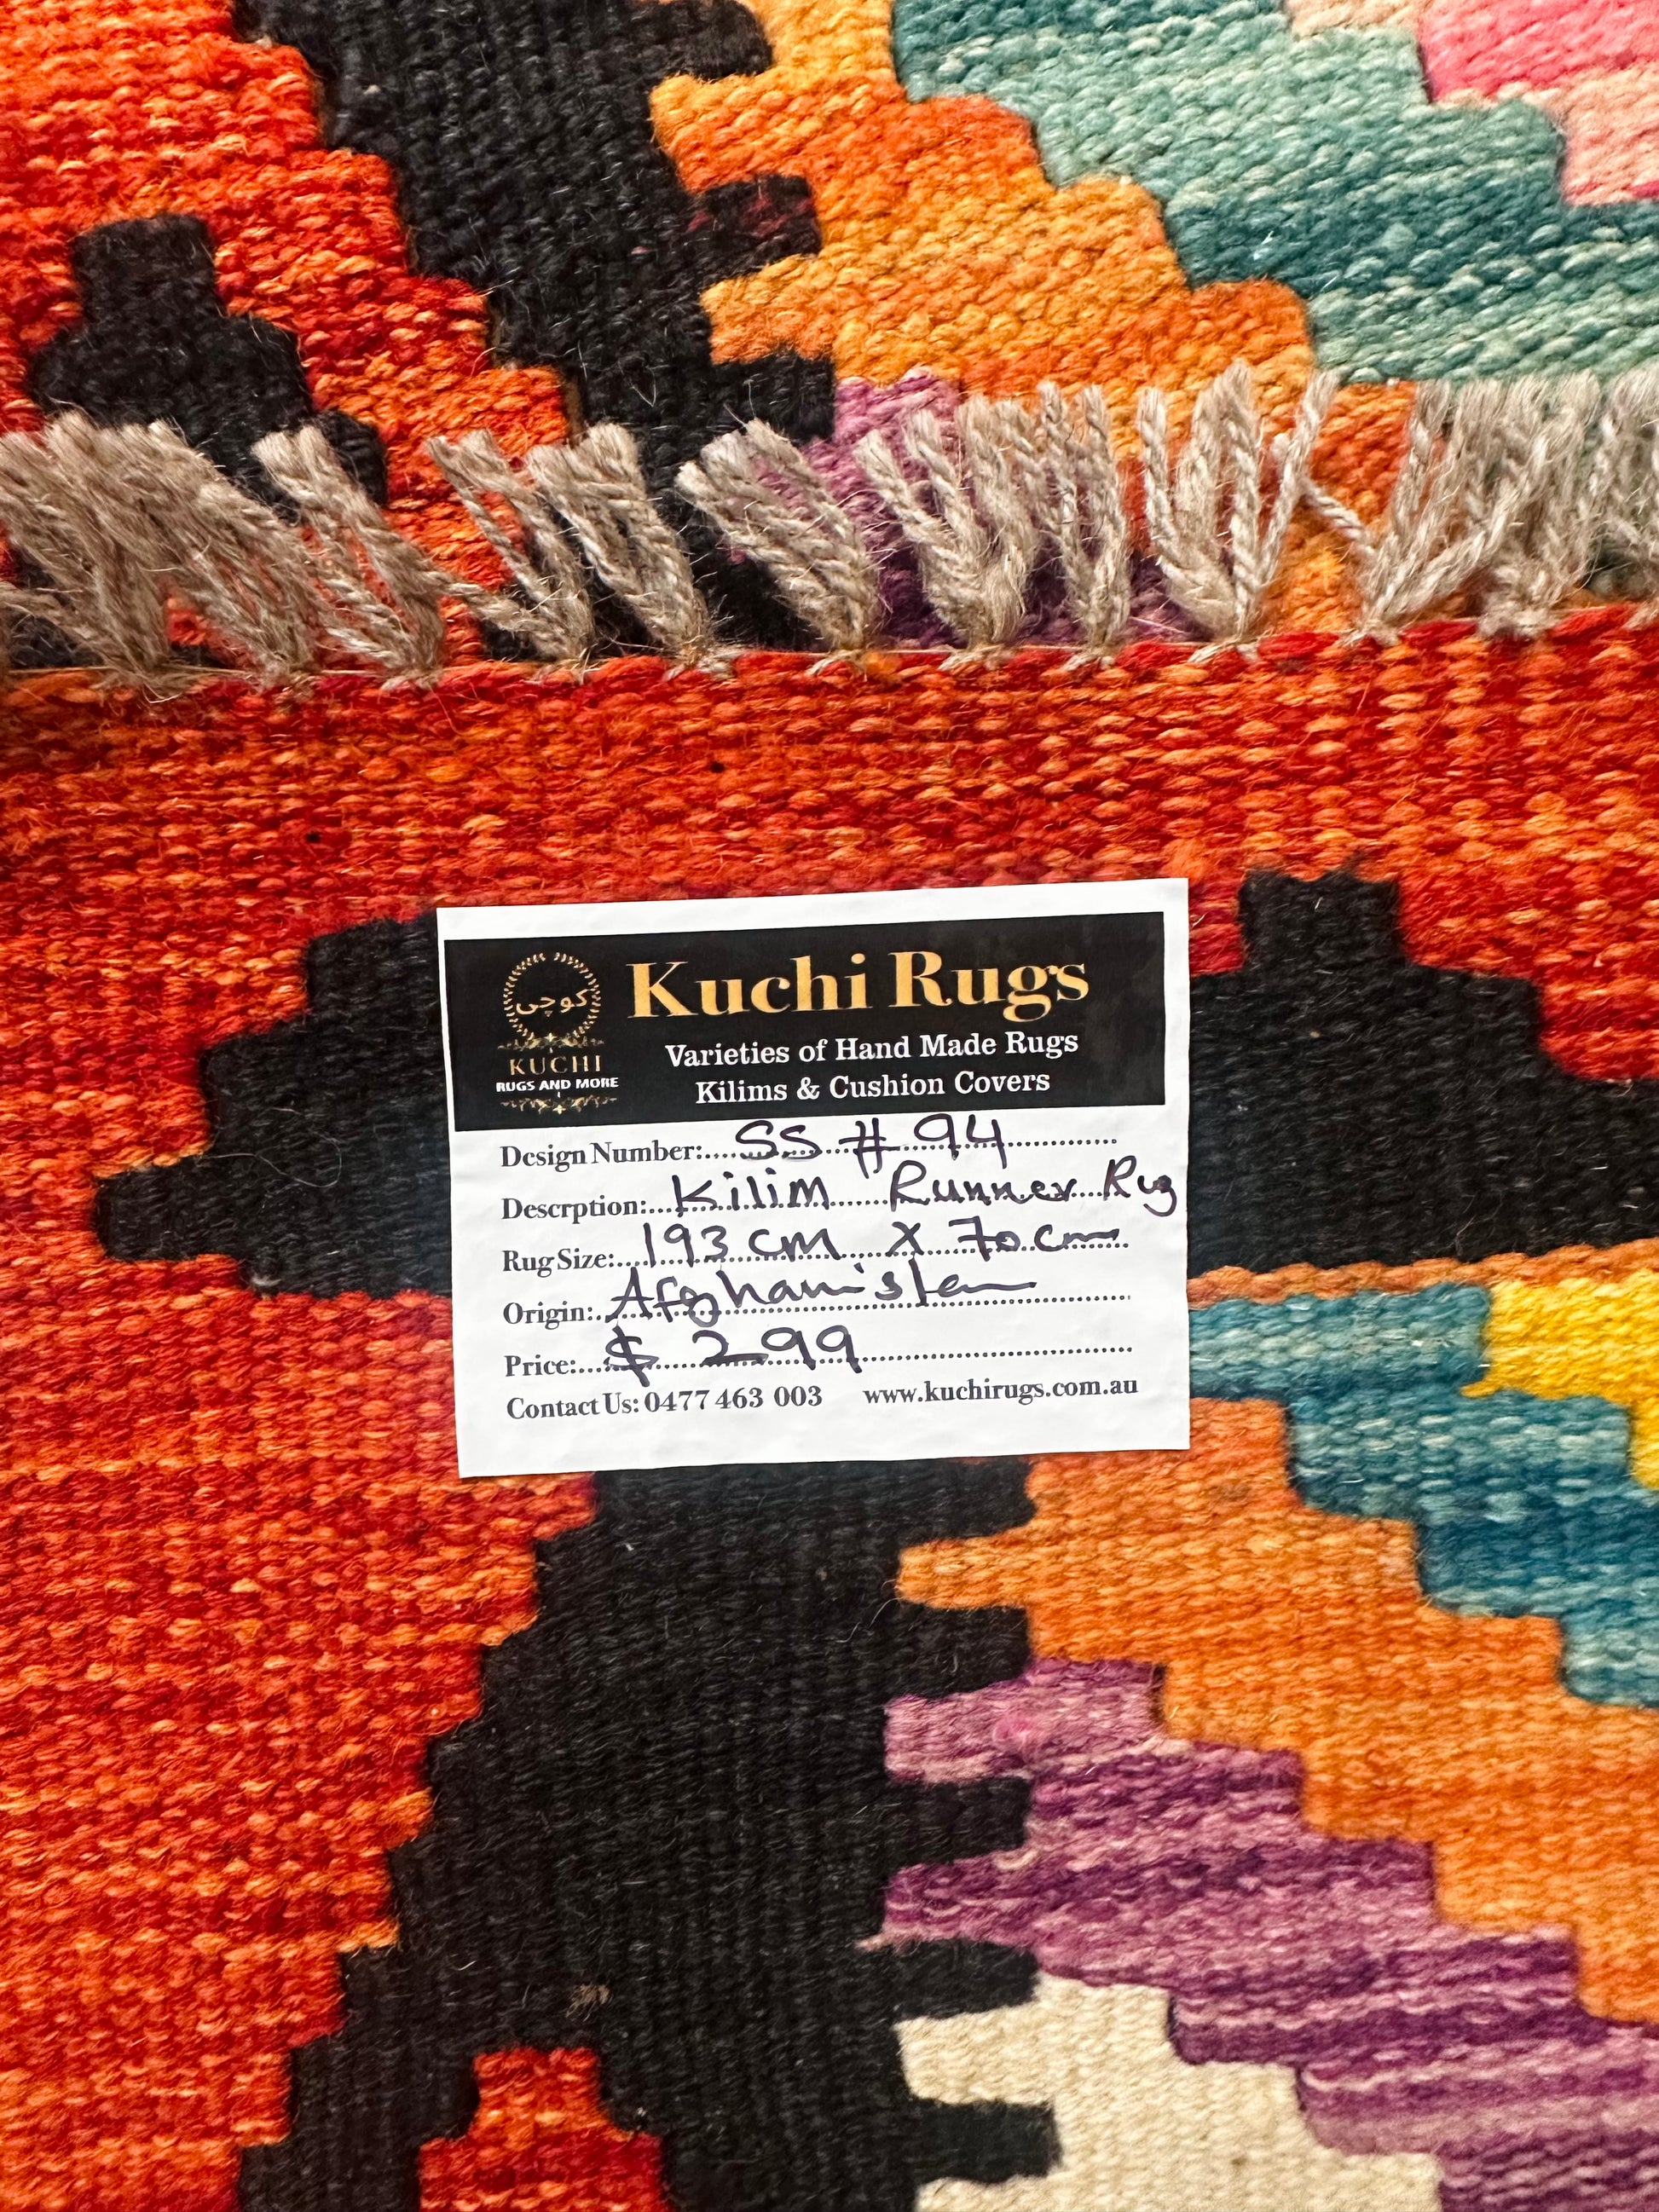 كوچی
KUCHI
RUGS AND MORE
Kuchi Rugs
Varieties of Hand Made Rugs
Kilims & Cushion Covers
Design Number:.....SS # 94
Descrption:....Kilim Runner Rug
Rug Size:.....193 cm x 70 cm
Origin:..Afghanistan
Price:....$ 299
Contact Us: 0477 463 003 www.kuchirugs.com.au